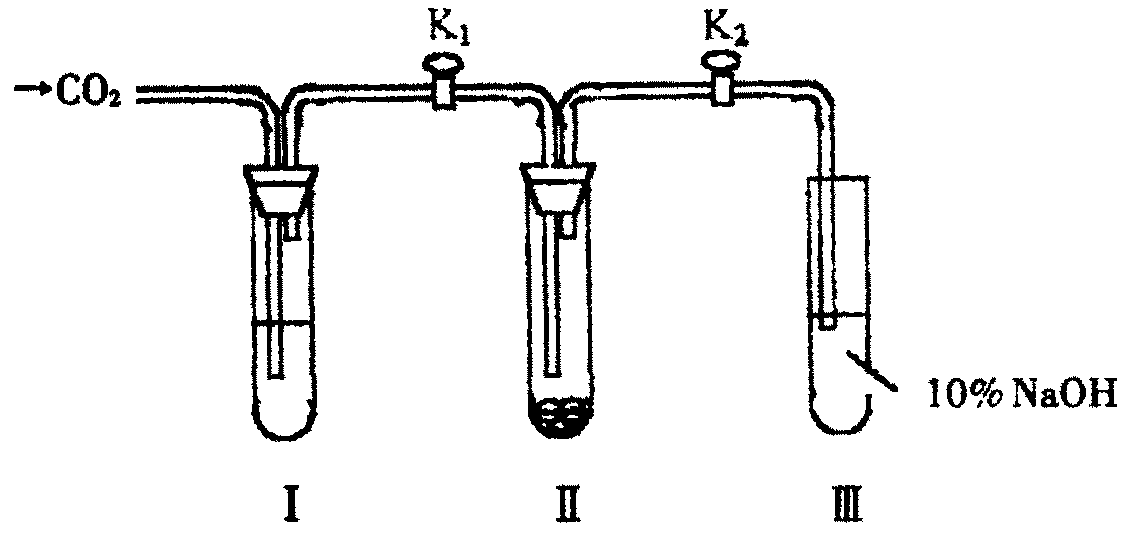 K₁ K₂
→CO₂
10% NaOH
Ⅰ Ⅱ Ⅲ